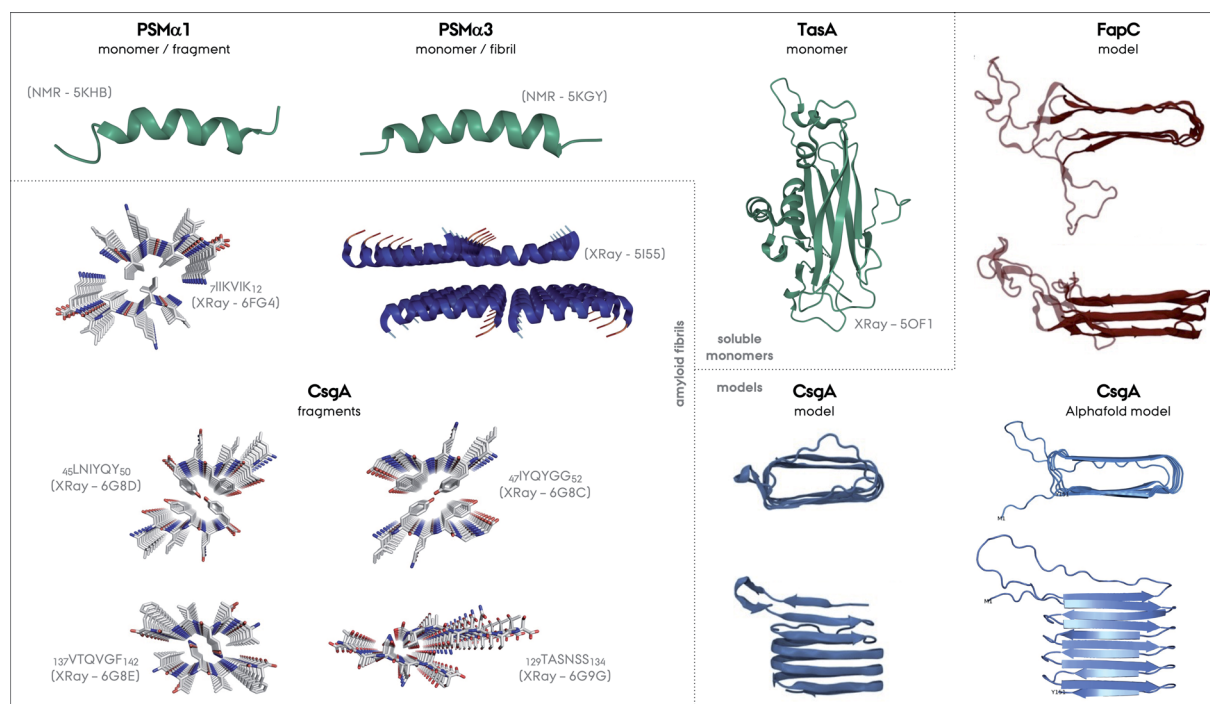 PSMα1
monomer / fragment
(NMR - 5KHB)
PSMα3
monomer / fibril
(NMR - 5KGY)
TasA
monomer
XRay - 5OF1
soluble
monomers
FapC
model
7IIKVIK12
(XRay - 6FG4)
(XRay - 5I55)
amyloid fibrils
CsgA
fragments
45LNIYQY50
(XRay - 6G8D)
47IYQYGG52
(XRay - 6G8C)
137VTQVGF142
(XRay - 6G8E)
129TASNSS134
(XRay - 6G9G)
models
CsgA
model
CsgA
Alphafold model
M1
M1
Y151